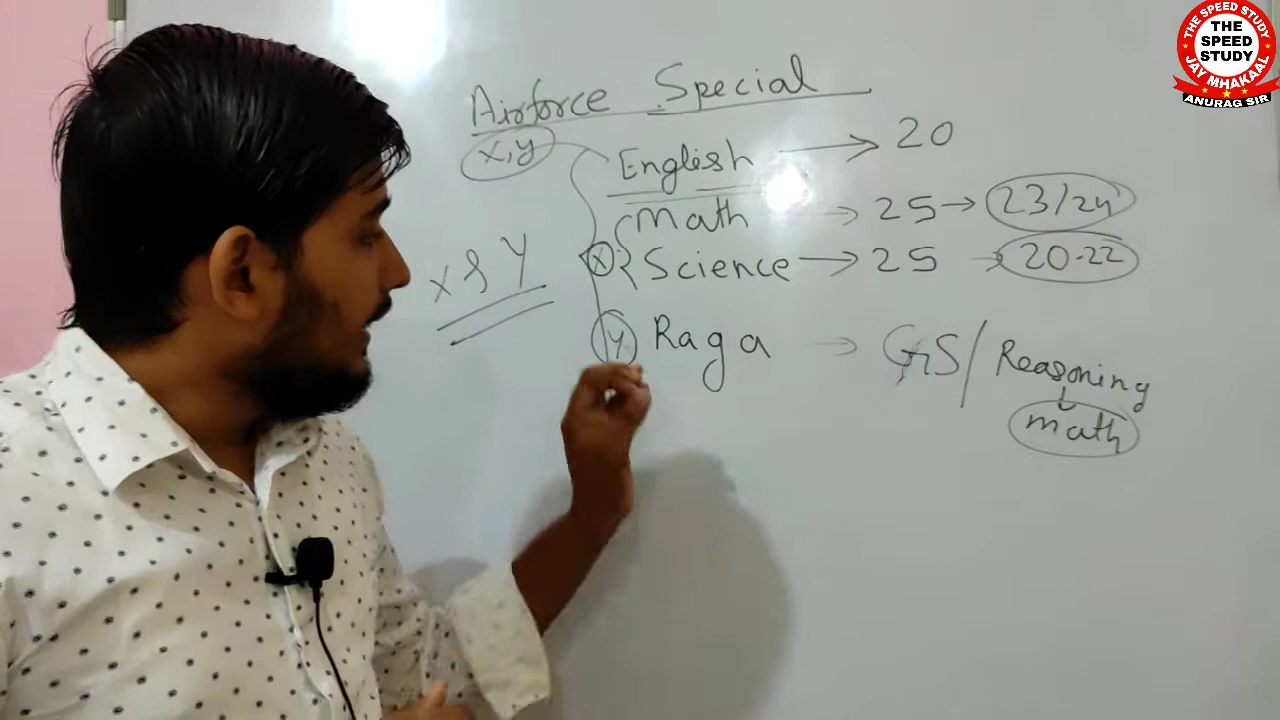 Airforce Special
x, y
English → 20
Math → 25 → 23/24
X Science → 25 → 20-22
X & Y
Y Raga → GS/Reasoning
math
THE SPEED STUDY
THE
SPEED
STUDY
JAY MHAKAAL
ANURAG SIR